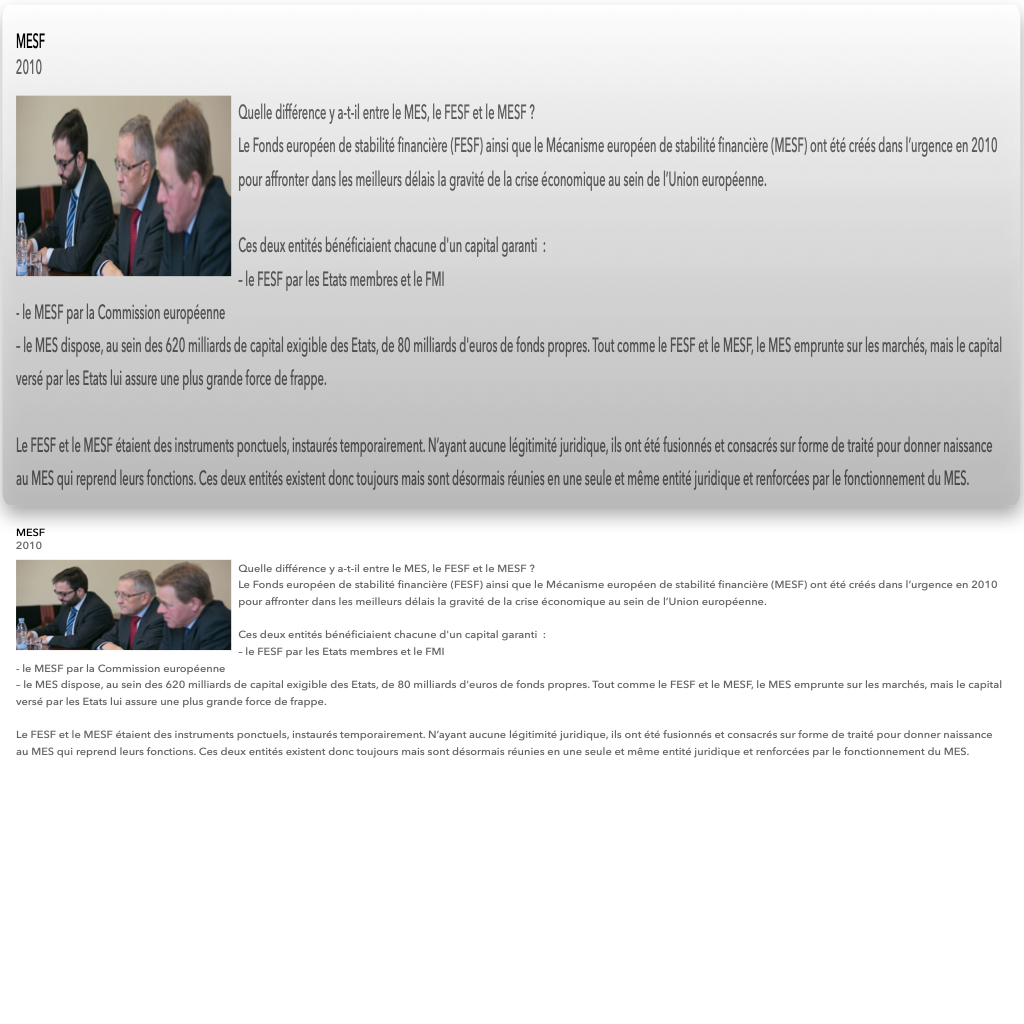 MESF
2010
Quelle différence y a-t-il entre le MES, le FESF et le MESF ?
Le Fonds européen de stabilité financière (FESF) ainsi que le Mécanisme européen de stabilité financière (MESF) ont été créés dans l’urgence en 2010
pour affronter dans les meilleurs délais la gravité de la crise économique au sein de l’Union européenne.
Ces deux entités bénéficiaient chacune d'un capital garanti :
– le FESF par les Etats membres et le FMI
- le MESF par la Commission européenne
– le MES dispose, au sein des 620 milliards de capital exigible des Etats, de 80 milliards d'euros de fonds propres. Tout comme le FESF et le MESF, le MES emprunte sur les marchés, mais le capital
versé par les Etats lui assure une plus grande force de frappe.
Le FESF et le MESF étaient des instruments ponctuels, instaurés temporairement. N’ayant aucune légitimité juridique, ils ont été fusionnés et consacrés sur forme de traité pour donner naissance
au MES qui reprend leurs fonctions. Ces deux entités existent donc toujours mais sont désormais réunies en une seule et même entité juridique et renforcées par le fonctionnement du MES.
MESF
2010
Quelle différence y a-t-il entre le MES, le FESF et le MESF ?
Le Fonds européen de stabilité financière (FESF) ainsi que le Mécanisme européen de stabilité financière (MESF) ont été créés dans l’urgence en 2010
pour affronter dans les meilleurs délais la gravité de la crise économique au sein de l’Union européenne.
Ces deux entités bénéficiaient chacune d'un capital garanti :
– le FESF par les Etats membres et le FMI
- le MESF par la Commission européenne
– le MES dispose, au sein des 620 milliards de capital exigible des Etats, de 80 milliards d'euros de fonds propres. Tout comme le FESF et le MESF, le MES emprunte sur les marchés, mais le capital
versé par les Etats lui assure une plus grande force de frappe.
Le FESF et le MESF étaient des instruments ponctuels, instaurés temporairement. N’ayant aucune légitimité juridique, ils ont été fusionnés et consacrés sur forme de traité pour donner naissance
au MES qui reprend leurs fonctions. Ces deux entités existent donc toujours mais sont désormais réunies en une seule et même entité juridique et renforcées par le fonctionnement du MES.